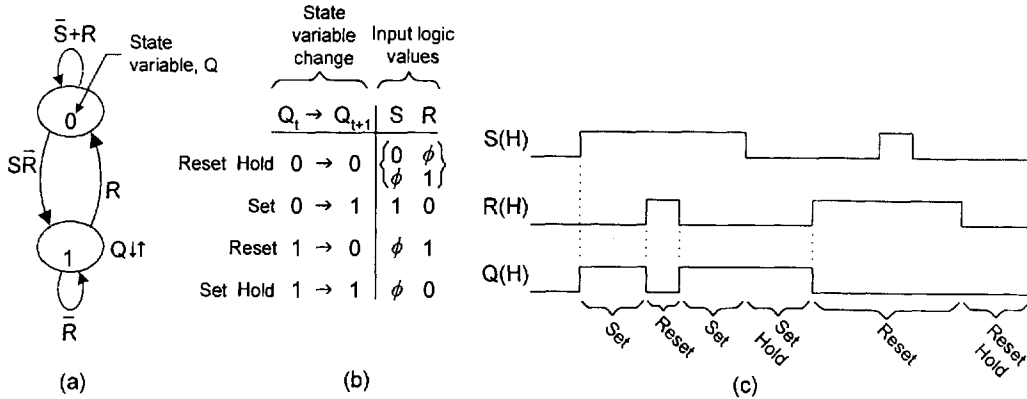 S̄+R
State
variable, Q
0
SR̄
R
1
Q↓↑
R̄
(a)
State
variable
change
Input logic
values
Qt → Qt+1 S R
Reset Hold 0 → 0 {0 ϕ}
{ϕ 1}
Set 0 → 1 1 0
Reset 1 → 0 ϕ 1
Set Hold 1 → 1 ϕ 0
(b)
S(H)
R(H)
Q(H)
Set
Reset
Set
Set
Hold
Reset
Reset
Hold
(c)